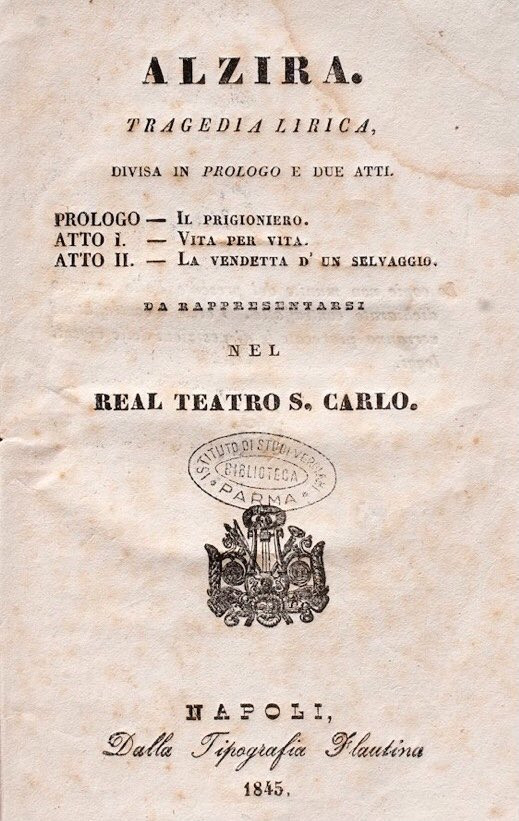 ALZIRA.
TRAGEDIA LIRICA,
DIVISA IN PROLOGO E DUE ATTI.
PROLOGO — IL PRIGIONIERO.
ATTO I. — VITA PER VITA.
ATTO II. — LA VENDETTA D' UN SELVAGGIO.
DA RAPPRESENTARSI
NEL
REAL TEATRO S. CARLO.
ISTITUTO DI STUDI VERDIANI
BIBLIOTECA
PARMA
NAPOLI,
Dalla Tipografia Flautina
1845.